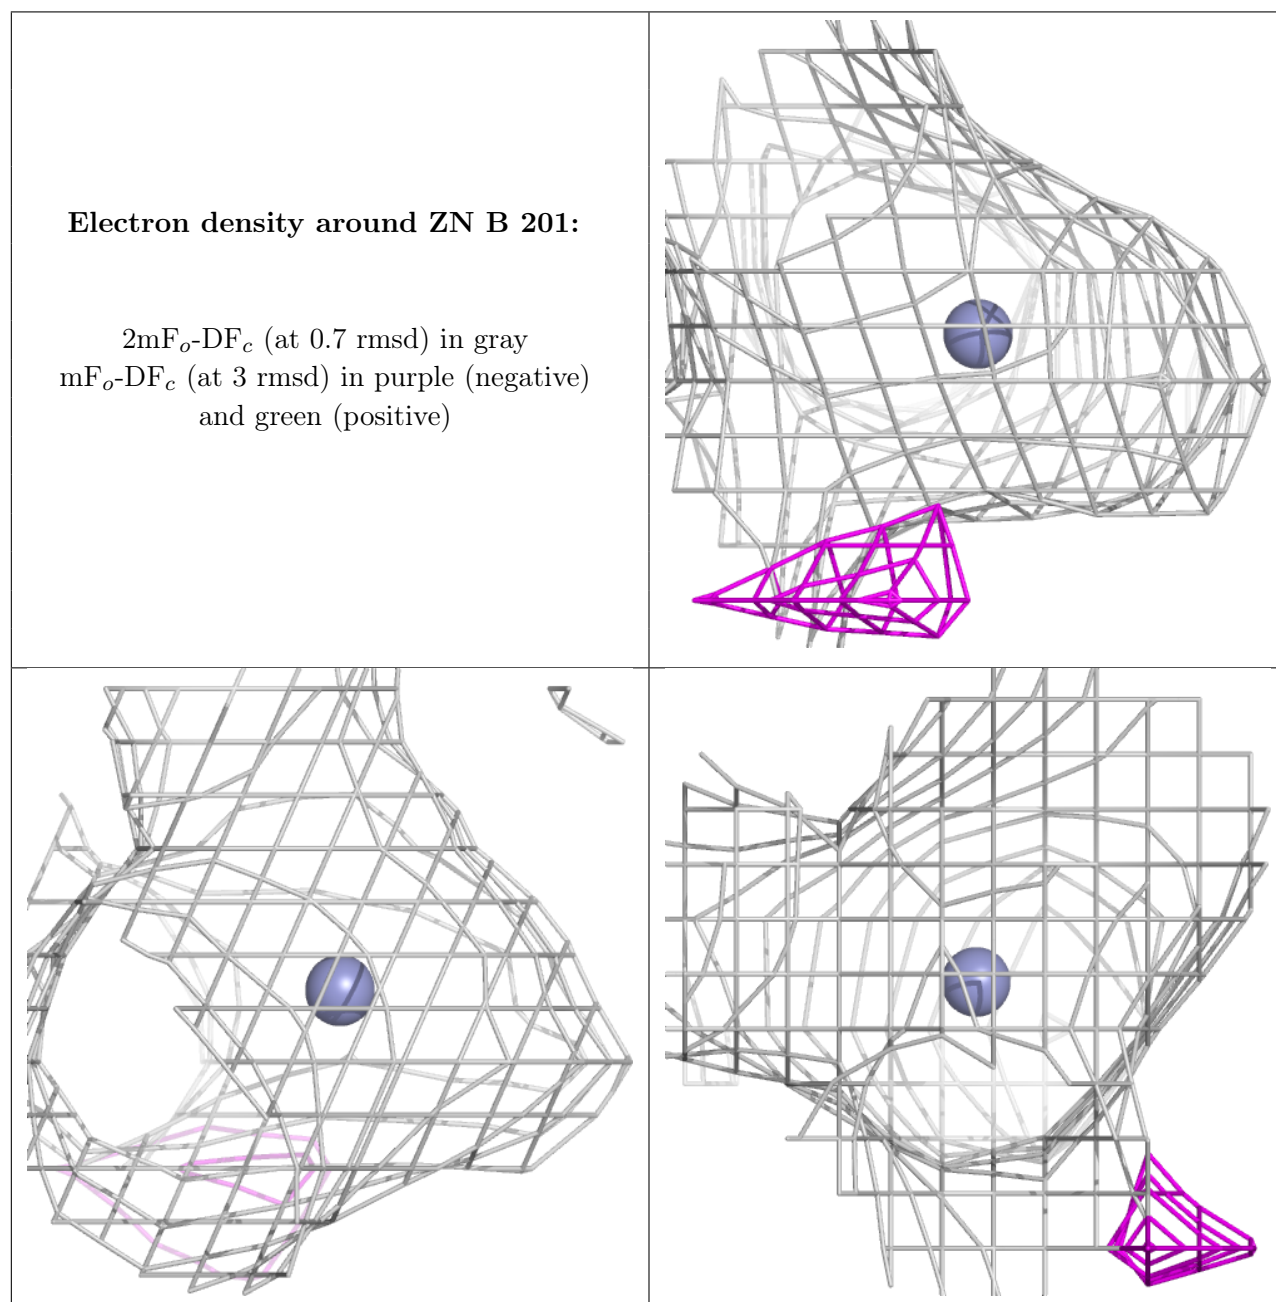 Electron density around ZN B 201:
2mFo-DFc (at 0.7 rmsd) in gray
mFo-DFc (at 3 rmsd) in purple (negative)
and green (positive)